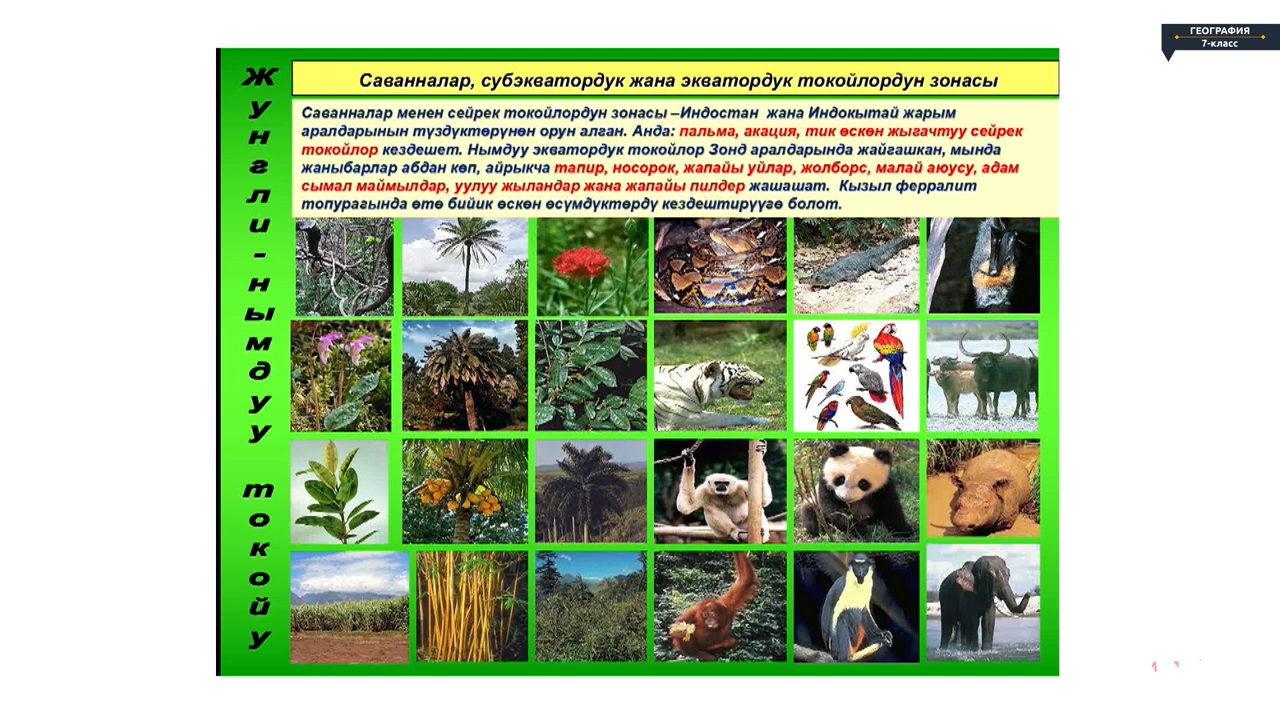 ГЕОГРАФИЯ
7-класс
Саванналар, субэкватордук жана экватордук токойлордун зонасы
Саванналар менен сейрек токойлордун зонасы –Индостан жана Индокытай жарым
аралдарынын түздүктөрүнөн орун алган. Анда: пальма, акация, тик өскөн жыгачтуу сейрек
токойлор кездешет. Нымдуу экватордук токойлор Зонд аралдарында жайгашкан, мында
жаныбарлар абдан көп, айрыкча тапир, носорок, жапайы уйлар, жолборс, малай аюусу, адам
сымал маймылдар, уулуу жыландар жана жапайы пилдер жашашат. Кызыл ферралит
топурагында өтө бийик өскөн өсүмдүктөрдү кездештирүүгө болот.
Жунгли-нымдуу токойу